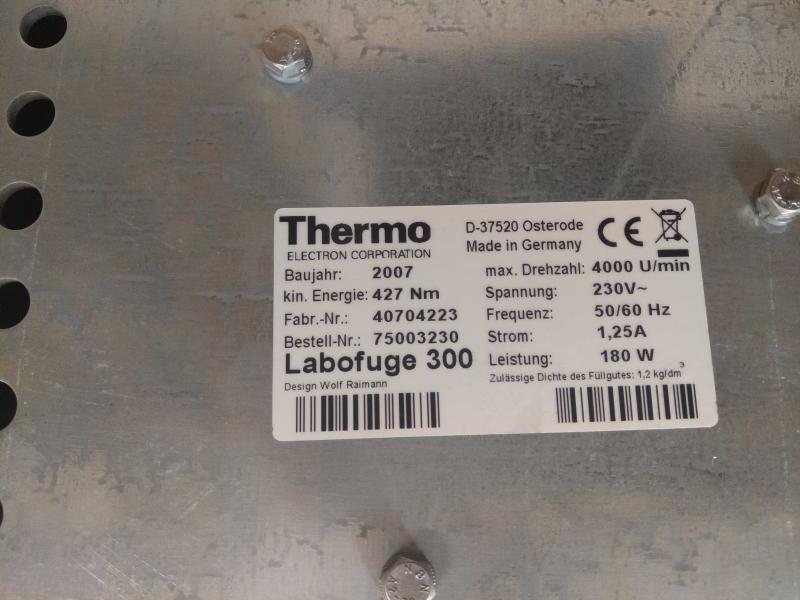 Thermo
ELECTRON CORPORATION
D-37520 Osterode
Made in Germany
CE
Baujahr: 2007
max. Drehzahl: 4000 U/min
kin. Energie: 427 Nm
Spannung: 230V~
Fabr.-Nr.: 40704223
Frequenz: 50/60 Hz
Bestell-Nr.: 75003230
Strom: 1,25A
Labofuge 300
Leistung: 180 W
Design Wolf Raimann
Zulässige Dichte des Füllgutes: 1,2 kg/dm³